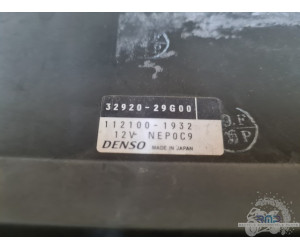 32920-29G00
112100-1932
12V NEP0C9
DENSO MADE IN JAPAN